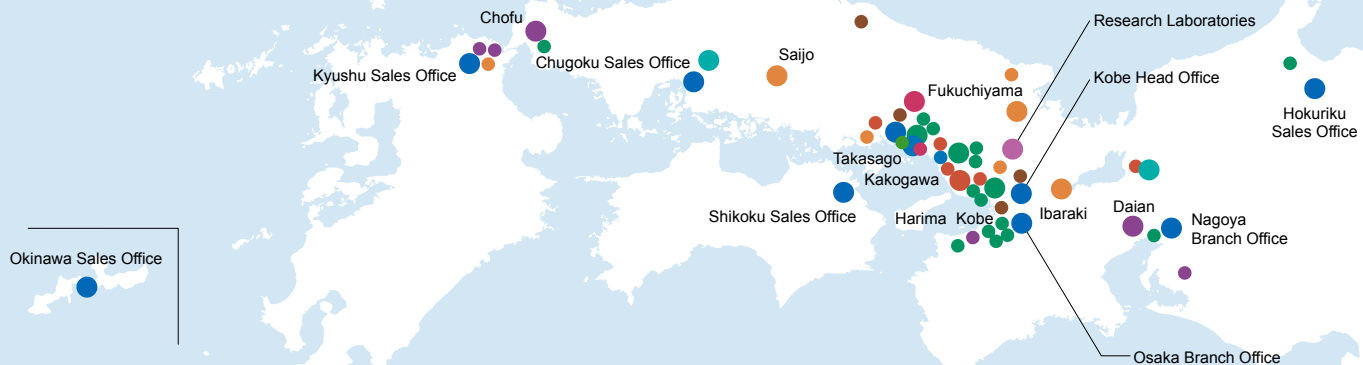 Chofu
Research Laboratories
Saijo
Chugoku Sales Office
Kyushu Sales Office
Kobe Head Office
Fukuchiyama
Hokuriku
Sales Office
Takasago
Kakogawa
Shikoku Sales Office
Harima
Kobe
Ibaraki
Daian
Nagoya
Branch Office
Okinawa Sales Office
Osaka Branch Office